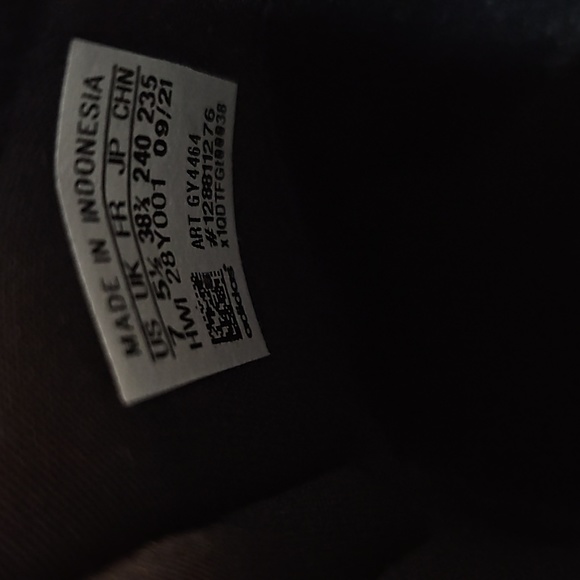 MADE IN INDONESIA
US UK FR JP CHN
7 5½ 38⅔ 240 235
HWI 28Y001 09/21
ART GY4464
#128811276
adidas